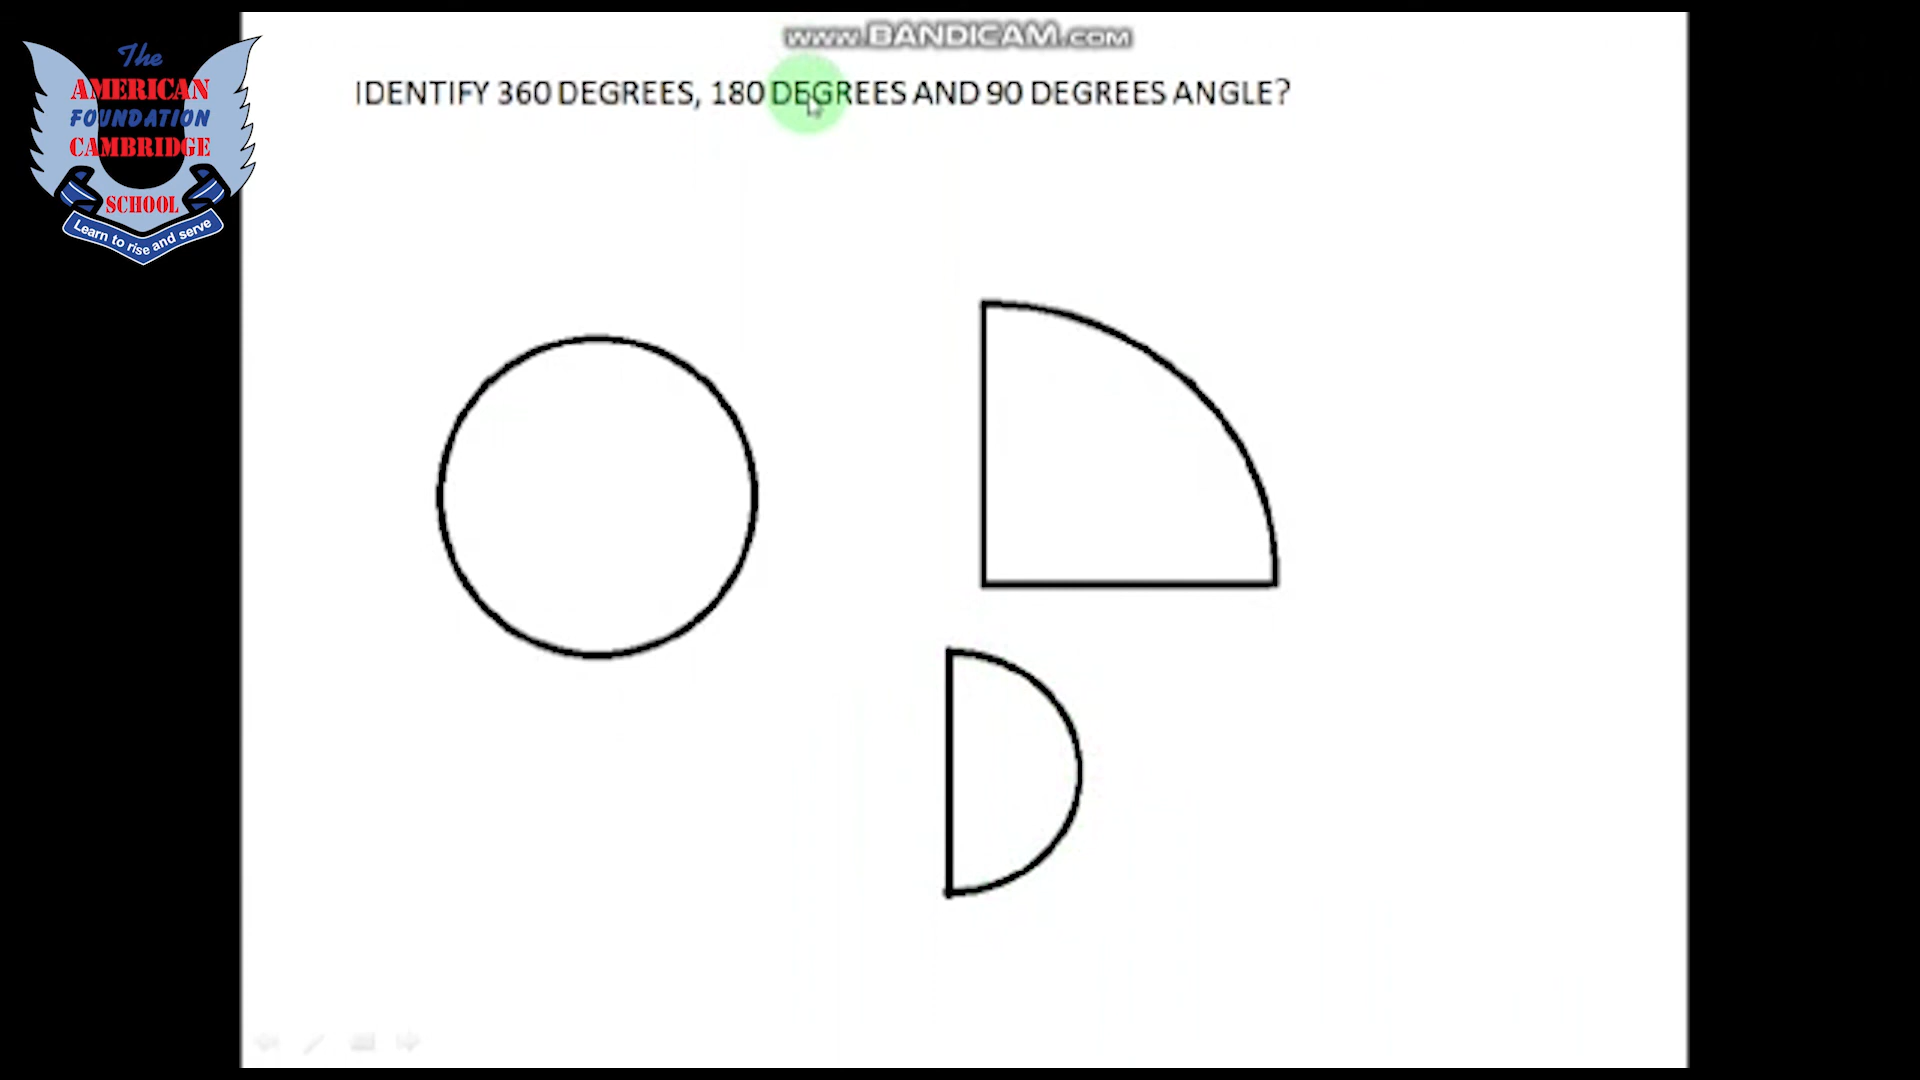 www.BANDICAM.com
IDENTIFY 360 DEGREES, 180 DEGREES AND 90 DEGREES ANGLE?
The
AMERICAN
FOUNDATION
CAMBRIDGE
SCHOOL
Learn to rise and serve